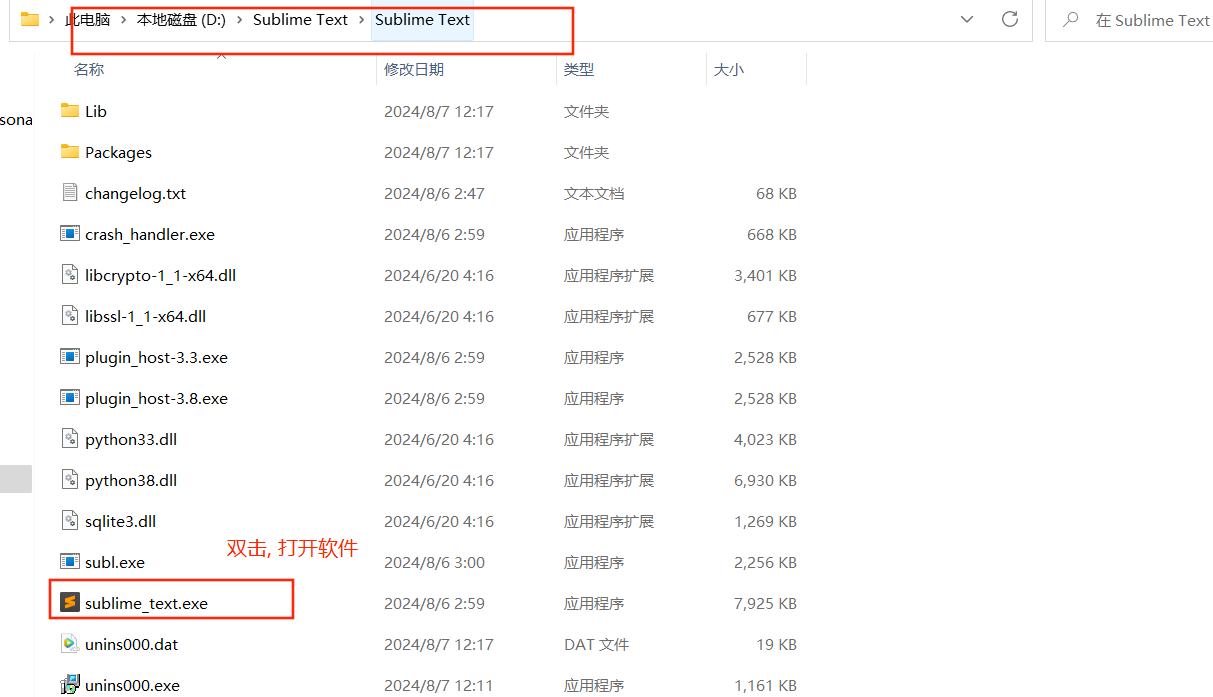 此电脑 > 本地磁盘 (D:) > Sublime Text > Sublime Text 在 Sublime Text
名称 修改日期 类型 大小
sona
Lib 2024/8/7 12:17 文件夹
Packages 2024/8/7 12:17 文件夹
changelog.txt 2024/8/6 2:47 文本文档 68 KB
crash_handler.exe 2024/8/6 2:59 应用程序 668 KB
libcrypto-1_1-x64.dll 2024/6/20 4:16 应用程序扩展 3,401 KB
libssl-1_1-x64.dll 2024/6/20 4:16 应用程序扩展 677 KB
plugin_host-3.3.exe 2024/8/6 2:59 应用程序 2,528 KB
plugin_host-3.8.exe 2024/8/6 2:59 应用程序 2,528 KB
python33.dll 2024/6/20 4:16 应用程序扩展 4,023 KB
python38.dll 2024/6/20 4:16 应用程序扩展 6,930 KB
sqlite3.dll 2024/6/20 4:16 应用程序扩展 1,269 KB
双击, 打开软件
subl.exe 2024/8/6 3:00 应用程序 2,256 KB
sublime_text.exe 2024/8/6 2:59 应用程序 7,925 KB
unins000.dat 2024/8/7 12:17 DAT 文件 19 KB
unins000.exe 2024/8/7 12:11 应用程序 1,161 KB